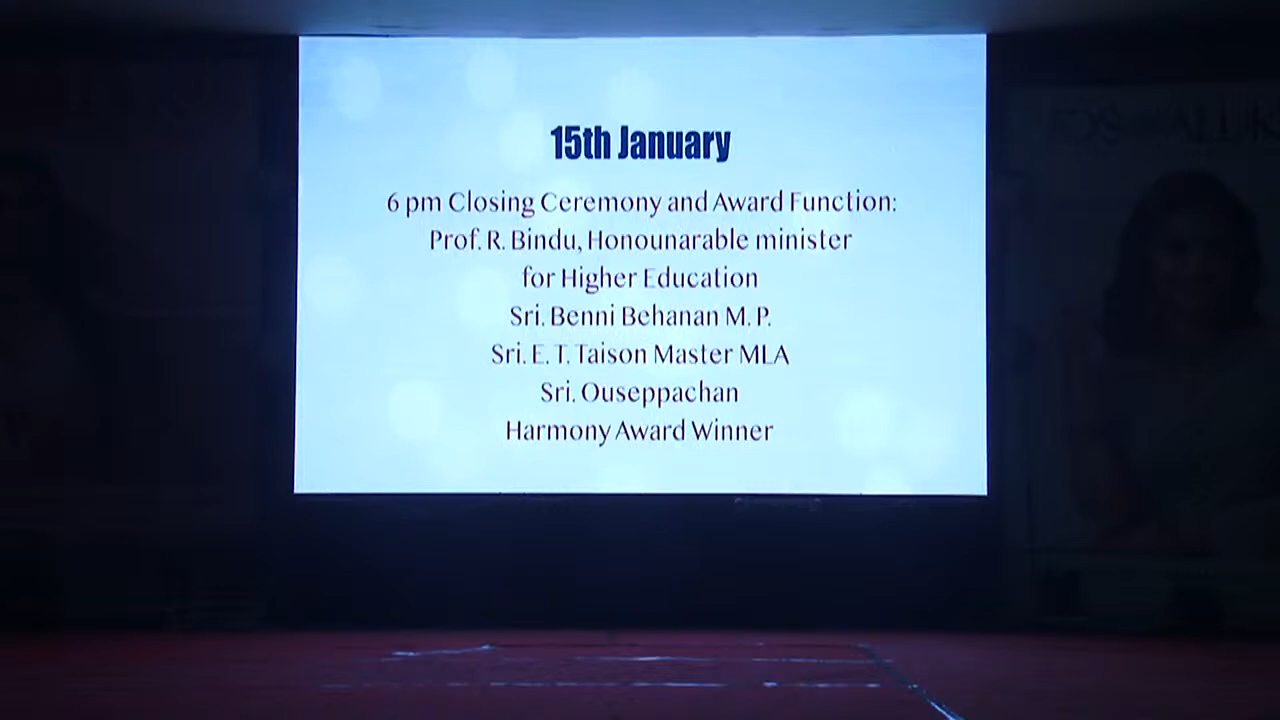 15th January
6 pm Closing Ceremony and Award Function:
Prof. R. Bindu, Honounarable minister
for Higher Education
Sri. Benni Behanan M. P.
Sri. E. T. Taison Master MLA
Sri. Ouseppachan
Harmony Award Winner